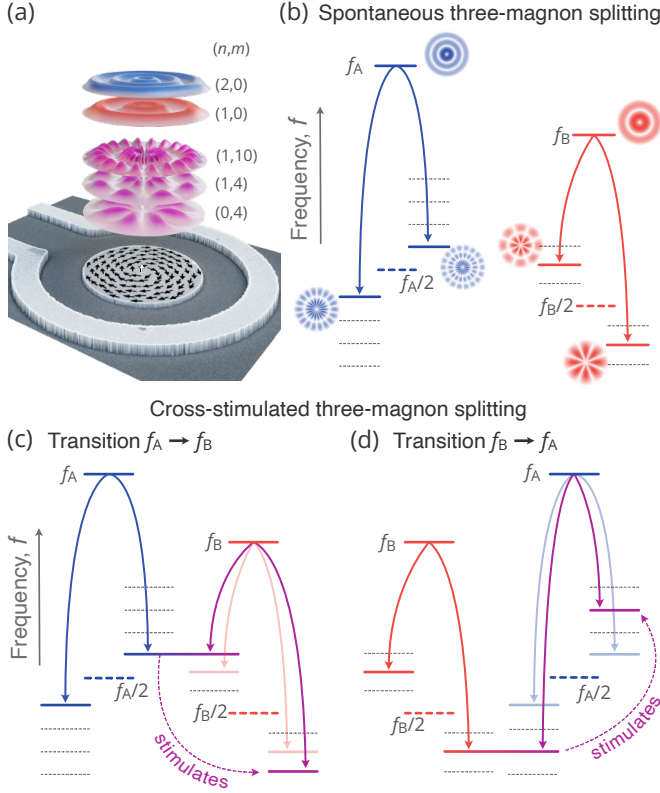 (a)
(n,m)
(2,0)
(1,0)
(1,10)
(1,4)
(0,4)
(b) Spontaneous three-magnon splitting
Frequency, f
fA
fA/2
fB
fB/2
Cross-stimulated three-magnon splitting
(c) Transition fA → fB
Frequency, f
fA
fA/2
fB
fB/2
stimulates
(d) Transition fB → fA
fB
fB/2
fA
fA/2
stimulates